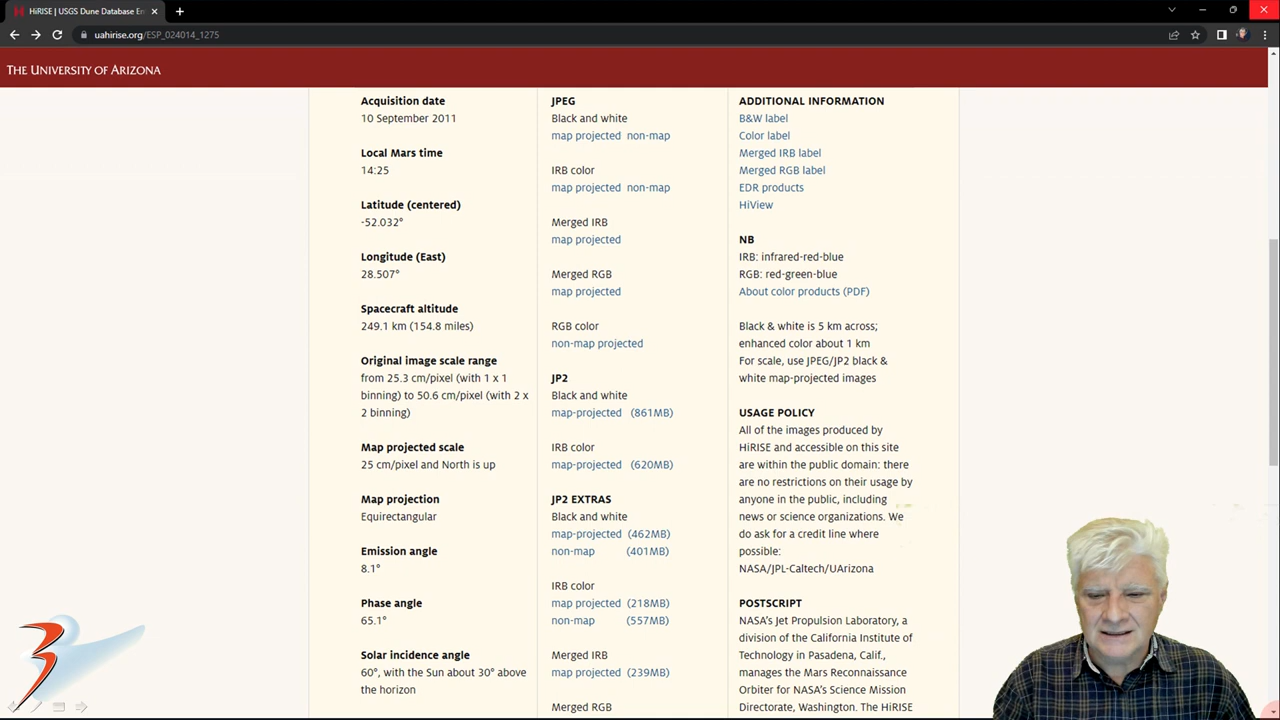 HiRISE | USGS Dune Database En
uahirise.org/ESP_024014_1275
THE UNIVERSITY OF ARIZONA
Acquisition date
10 September 2011
Local Mars time
14:25
Latitude (centered)
-52.032°
Longitude (East)
28.507°
Spacecraft altitude
249.1 km (154.8 miles)
Original image scale range
from 25.3 cm/pixel (with 1 x 1
binning) to 50.6 cm/pixel (with 2 x
2 binning)
Map projected scale
25 cm/pixel and North is up
Map projection
Equirectangular
Emission angle
8.1°
Phase angle
65.1°
Solar incidence angle
60°, with the Sun about 30° above
the horizon
JPEG
Black and white
map projected non-map
IRB color
map projected non-map
Merged IRB
map projected
Merged RGB
map projected
RGB color
non-map projected
JP2
Black and white
map-projected (861MB)
IRB color
map-projected (620MB)
JP2 EXTRAS
Black and white
map-projected (462MB)
non-map (401MB)
IRB color
map projected (218MB)
non-map (557MB)
Merged IRB
map projected (239MB)
Merged RGB
ADDITIONAL INFORMATION
B&W label
Color label
Merged IRB label
Merged RGB label
EDR products
HiView
NB
IRB: infrared-red-blue
RGB: red-green-blue
About color products (PDF)
Black & white is 5 km across;
enhanced color about 1 km
For scale, use JPEG/JP2 black &
white map-projected images
USAGE POLICY
All of the images produced by
HiRISE and accessible on this site
are within the public domain: there
are no restrictions on their usage by
anyone in the public, including
news or science organizations. We
do ask for a credit line where
possible:
NASA/JPL-Caltech/UArizona
POSTSCRIPT
NASA's Jet Propulsion Laboratory, a
division of the California Institute of
Technology in Pasadena, Calif.,
manages the Mars Reconnaissance
Orbiter for NASA's Science Mission
Directorate, Washington. The HiRISE